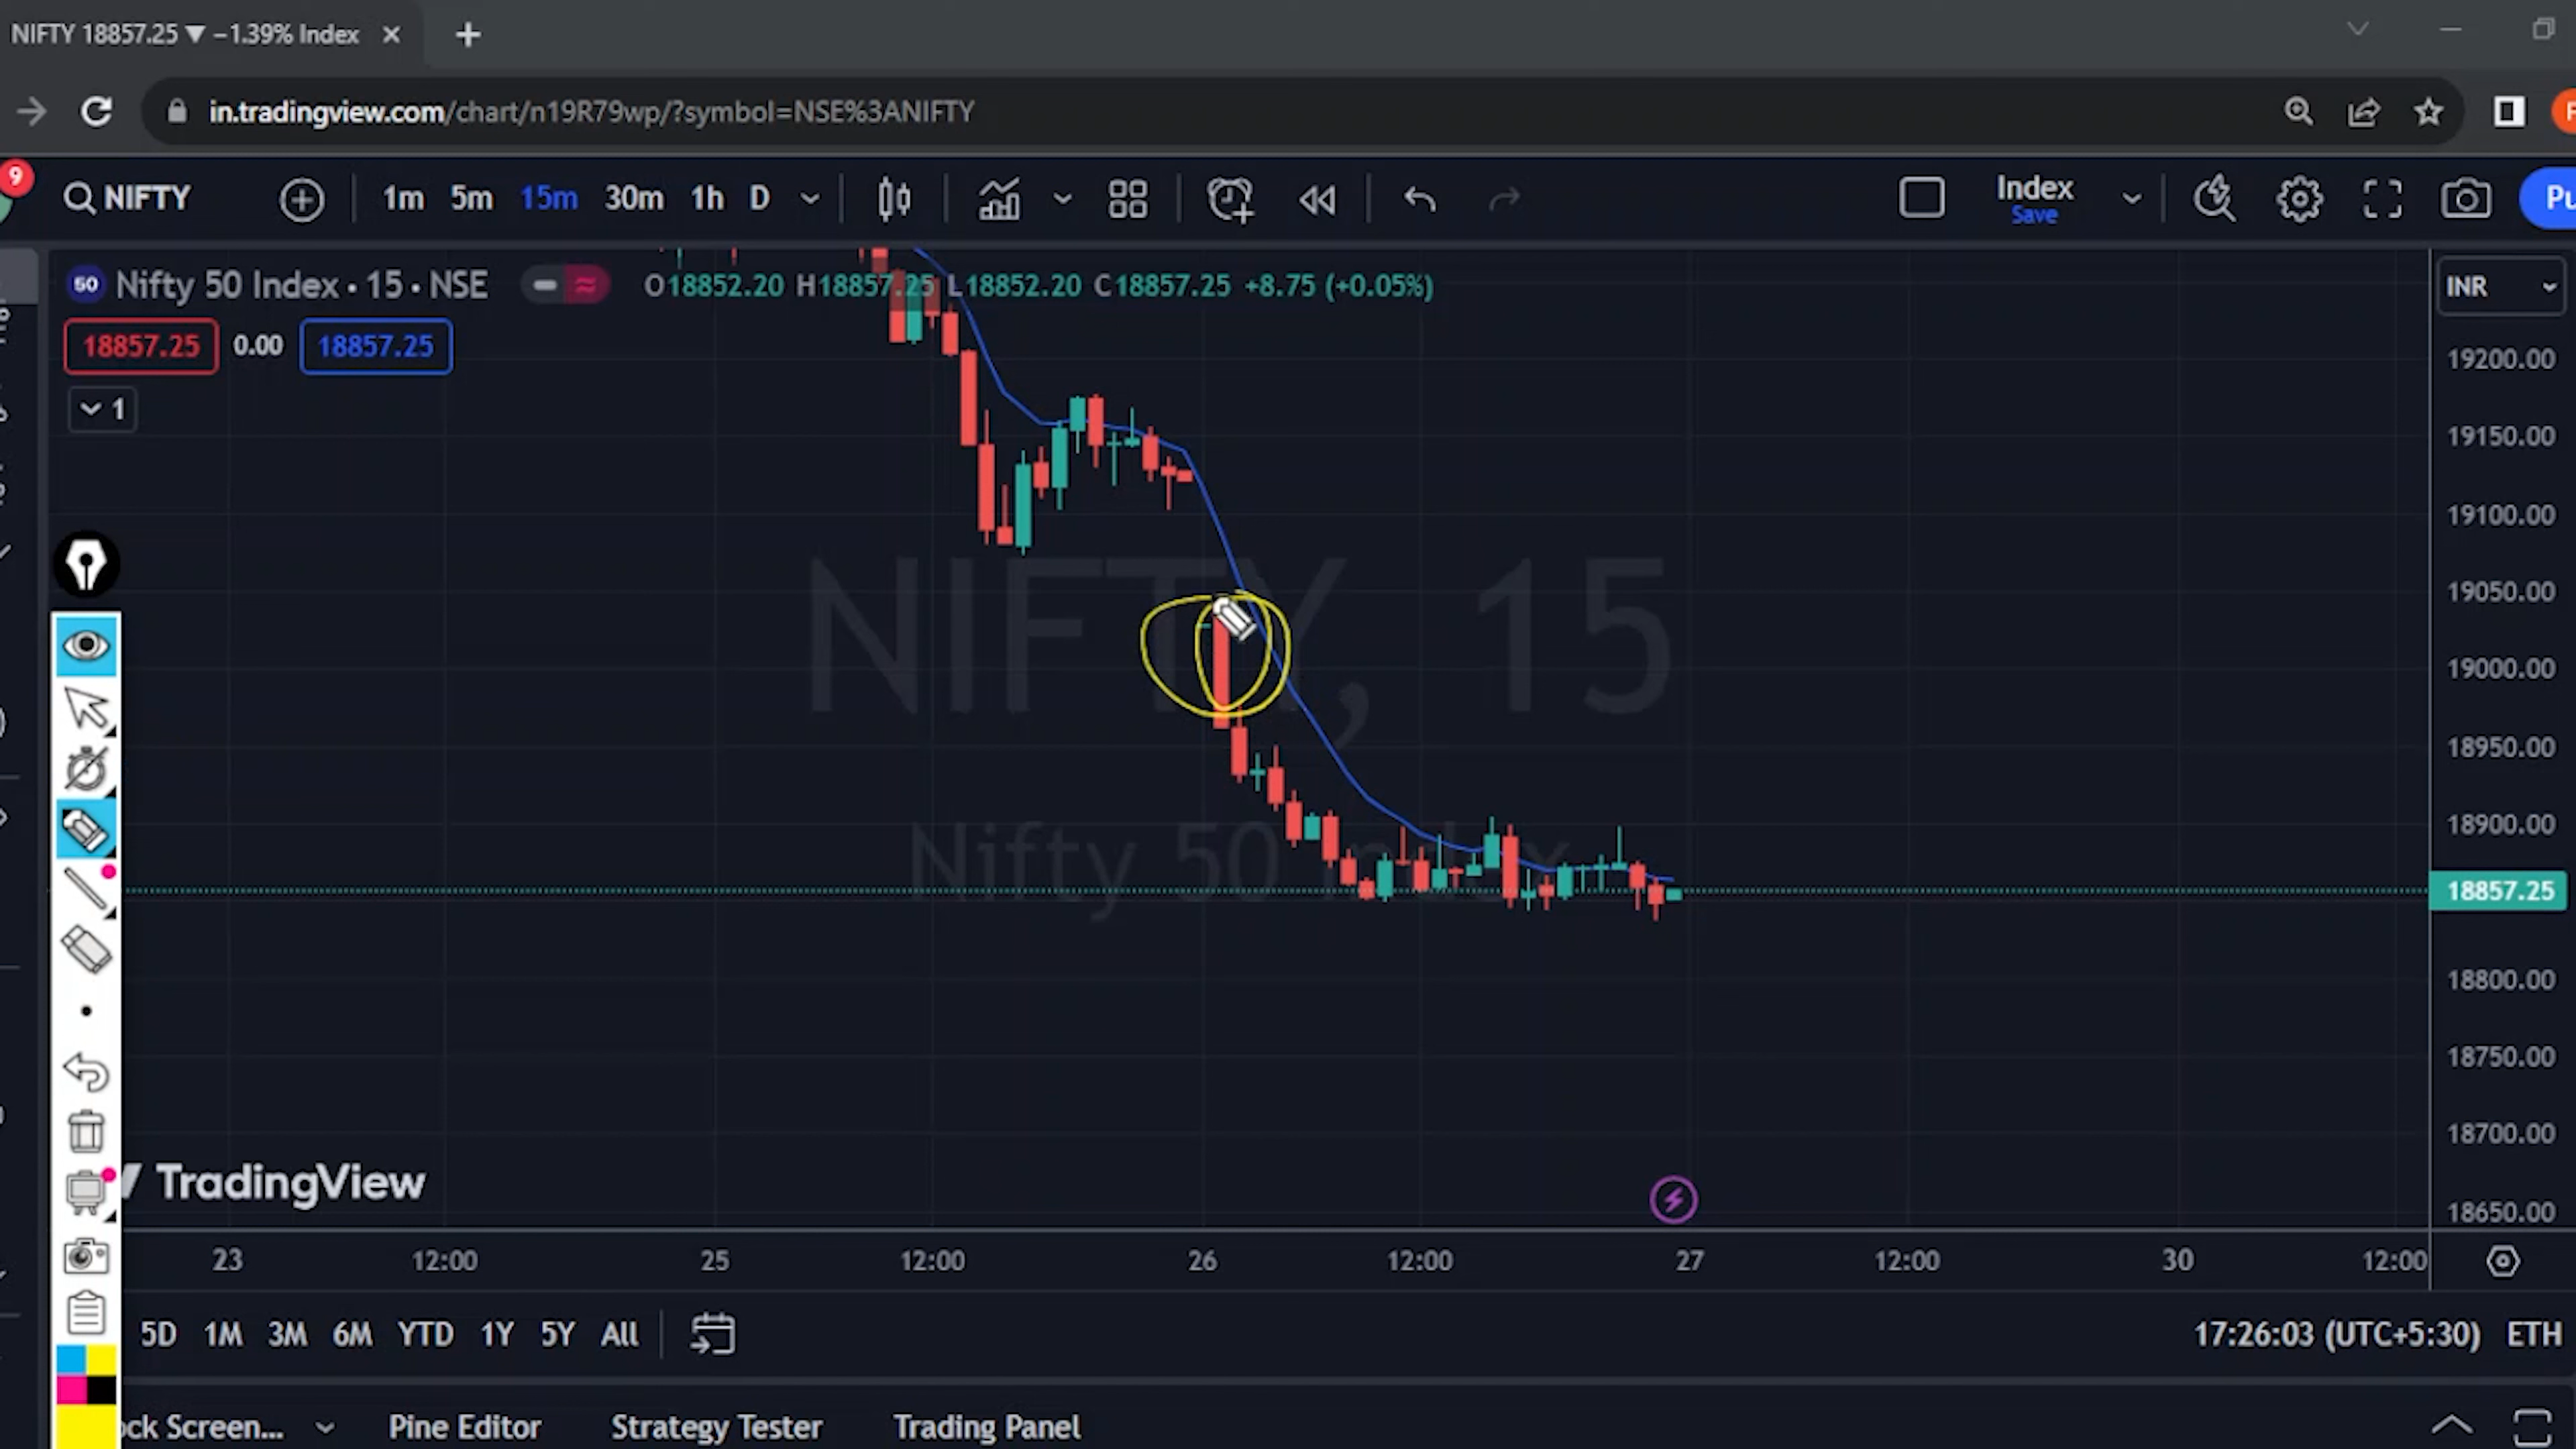 NIFTY 18857.25 ▼ −1.39% Index
in.tradingview.com/chart/n19R79wp/?symbol=NSE%3ANIFTY
9
NIFTY 1m 5m 15m 30m 1h D
Index
Save
Nifty 50 Index • 15 • NSE
50
O18852.20 H18857.25 L18852.20 C18857.25 +8.75 (+0.05%)
INR
18857.25 0.00 18857.25
1
19200.00
19150.00
19100.00
19050.00
19000.00
18950.00
18900.00
18857.25
18800.00
18750.00
18700.00
18650.00
NIFTY, 15
Nifty 50 Index
TradingView
23 12:00 25 12:00 26 12:00 27 12:00 30 12:00
5D 1M 3M 6M YTD 1Y 5Y All
17:26:03 (UTC+5:30) ETH
Screen... Pine Editor Strategy Tester Trading Panel